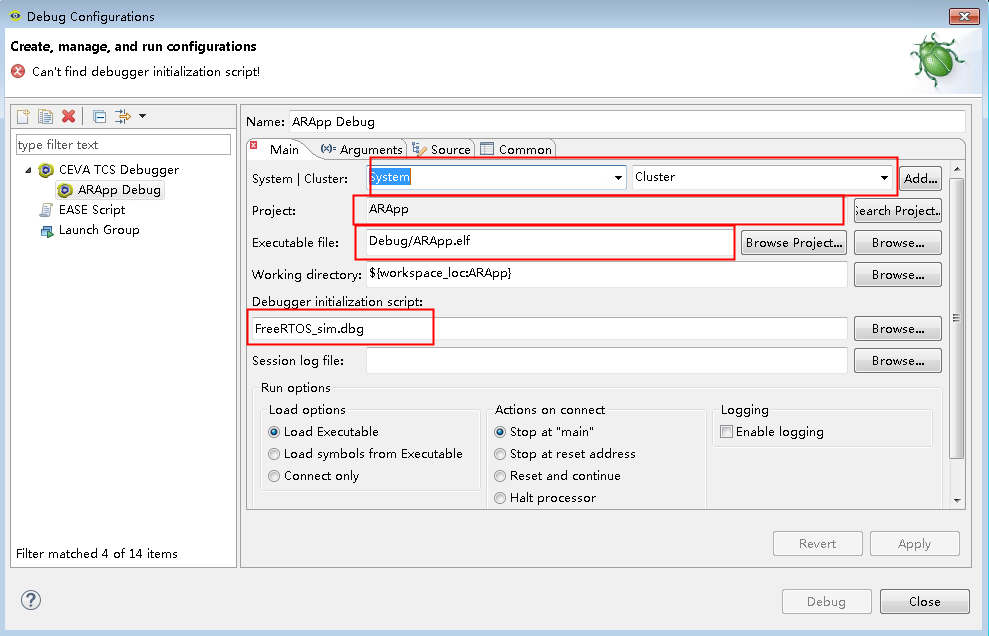 Debug Configurations
Create, manage, and run configurations
Can't find debugger initialization script!
type filter text
CEVA TCS Debugger
ARApp Debug
EASE Script
Launch Group
Filter matched 4 of 14 items
Name: ARApp Debug
Main (x)= Arguments Source Common
System | Cluster: System Cluster Add...
Project: ARApp Search Project..
Executable file: Debug/ARApp.elf Browse Project... Browse...
Working directory: ${workspace_loc:ARApp} Browse...
Debugger initialization script:
FreeRTOS_sim.dbg Browse...
Session log file: Browse...
Run options
Load options Actions on connect Logging
Load Executable Stop at "main" Enable logging
Load symbols from Executable Stop at reset address
Connect only Reset and continue
Halt processor
Revert Apply
? Debug Close